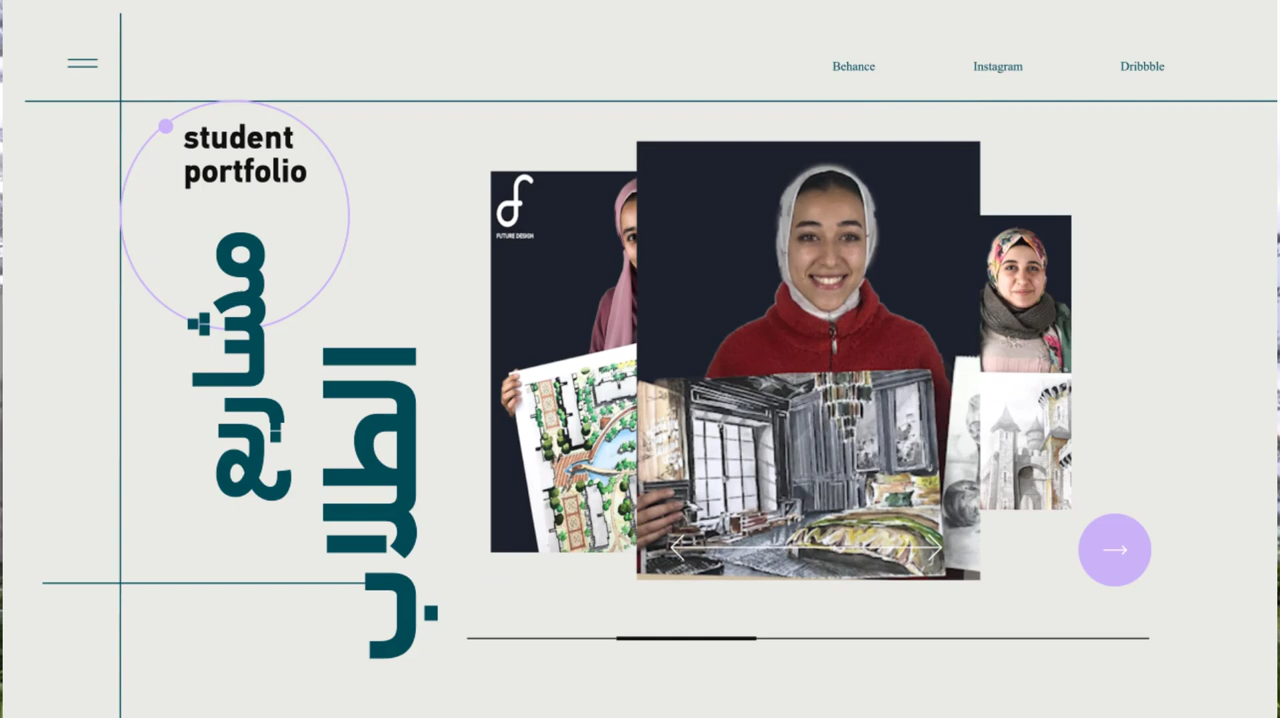 Behance
Instagram
Dribbble
student
portfolio
مشاريع
الطلاب
FUTURE DESIGN